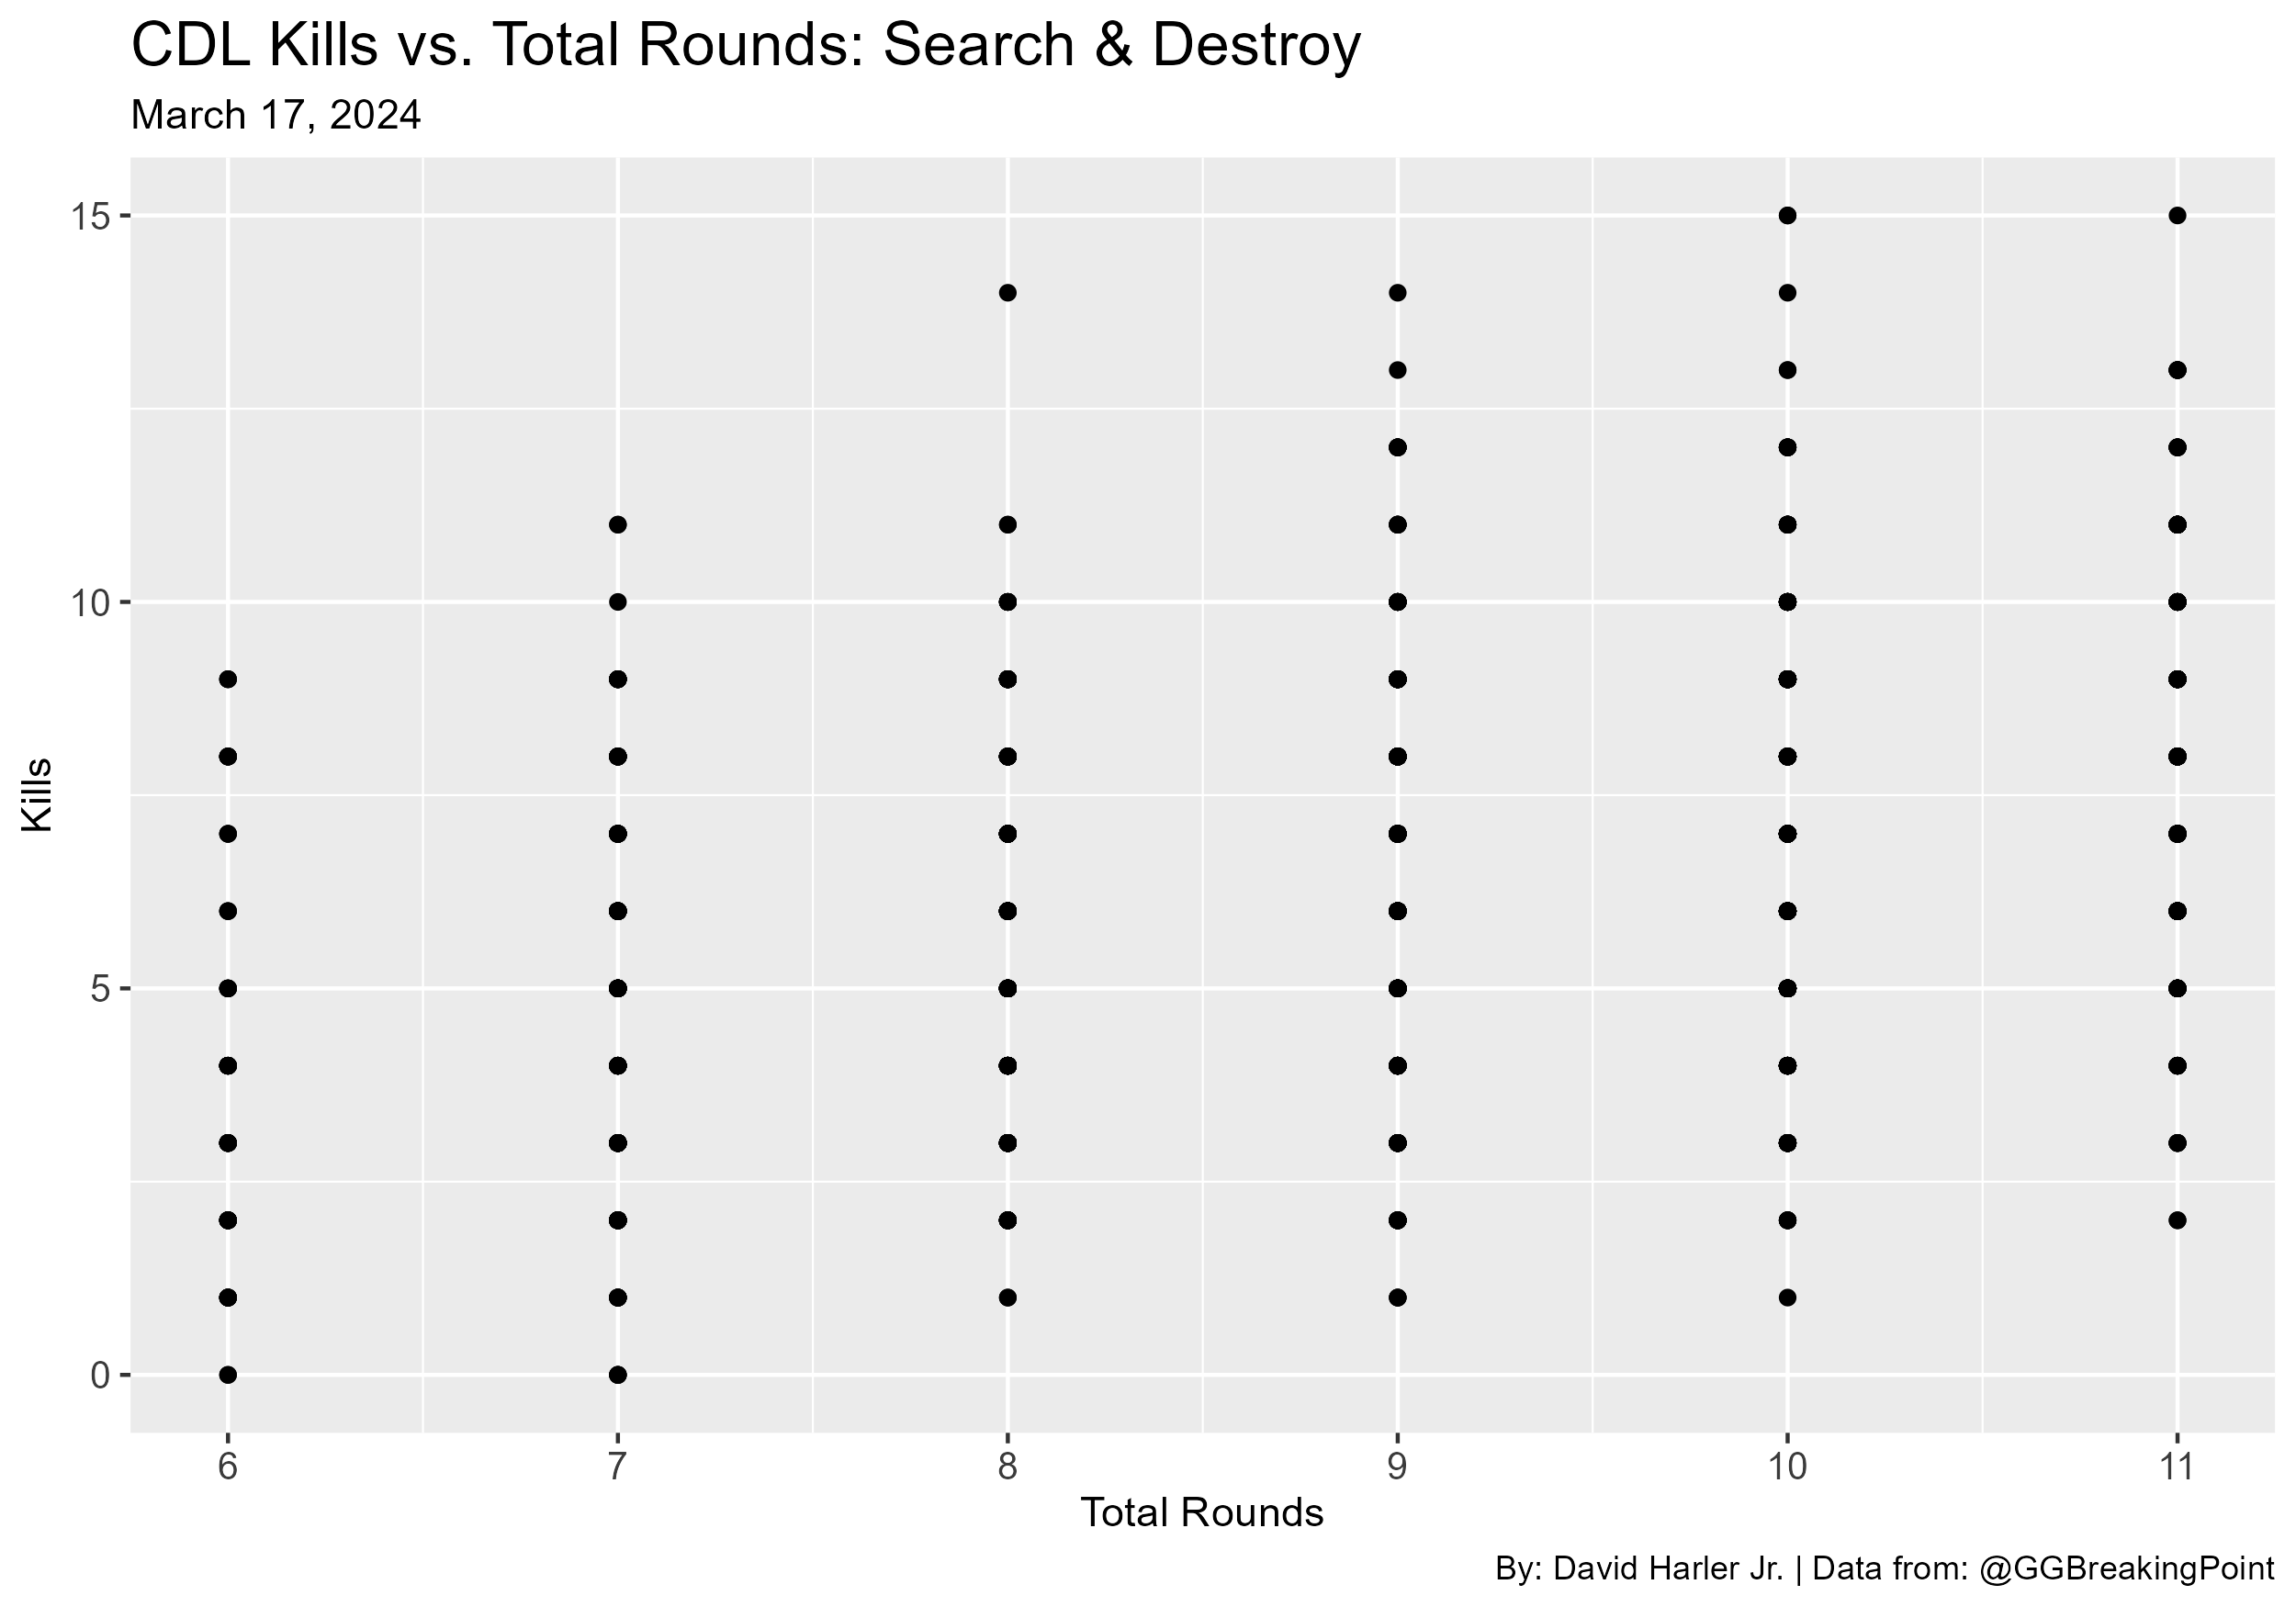 CDL Kills vs. Total Rounds: Search & Destroy
March 17, 2024
15
10
5
0
Kills
6 7 8 9 10 11
Total Rounds
By: David Harler Jr. | Data from: @GGBreakingPoint